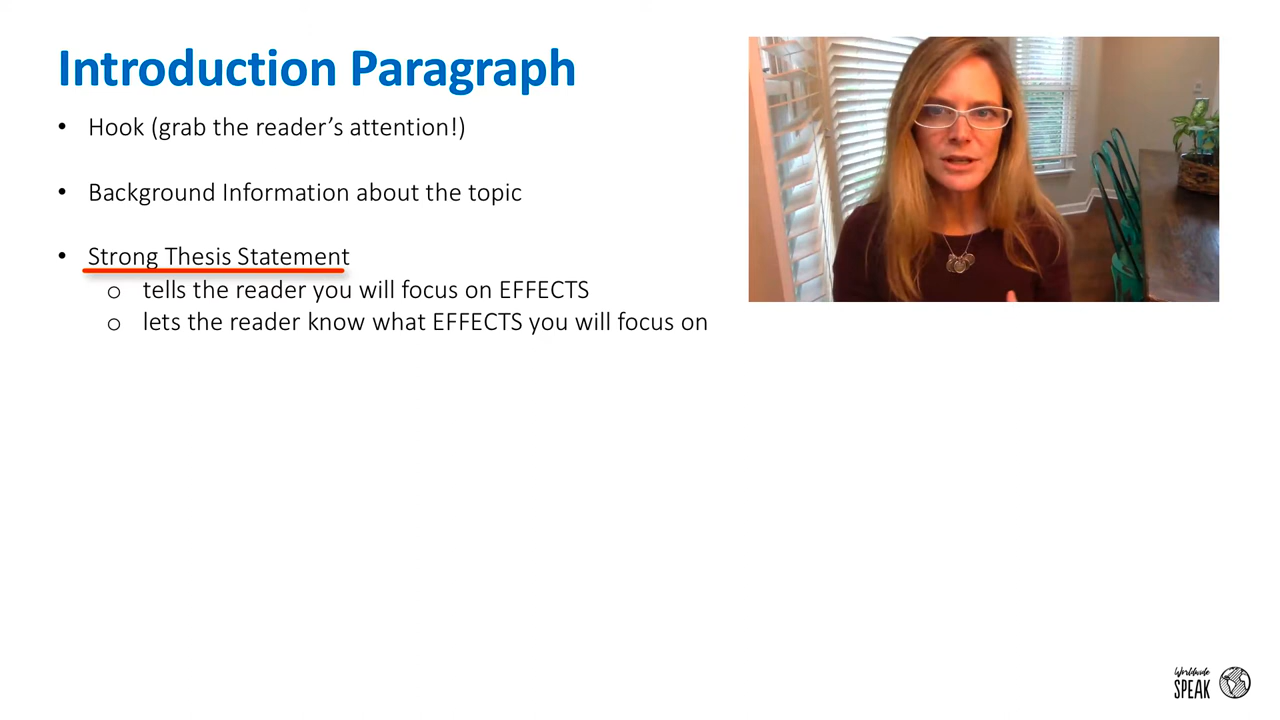 Introduction Paragraph
• Hook (grab the reader’s attention!)
• Background Information about the topic
• Strong Thesis Statement
o tells the reader you will focus on EFFECTS
o lets the reader know what EFFECTS you will focus on
Worldwide
SPEAK